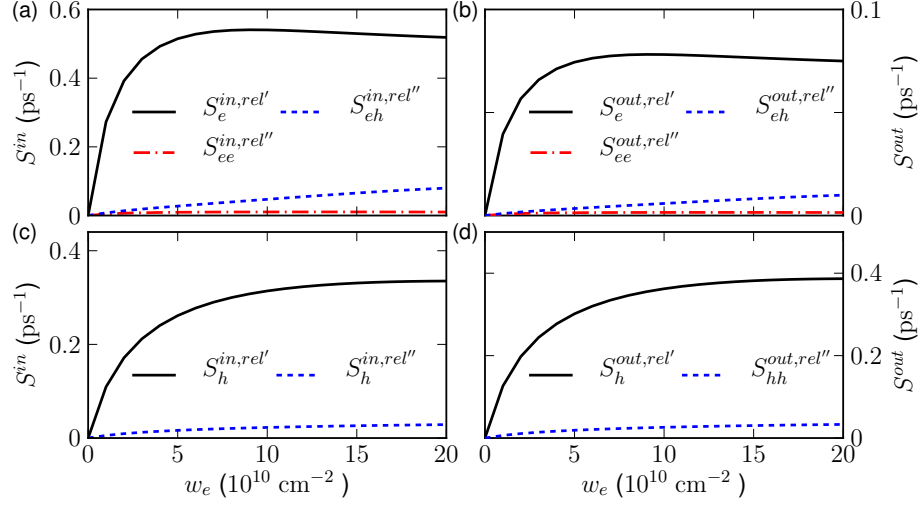 (a)
0.6
0.4
0.2
0
S^{in} (ps^{−1})
S_e^{in,rel'}
S_{eh}^{in,rel''}
S_{ee}^{in,rel''}
(b)
0.1
0
S^{out} (ps^{−1})
S_e^{out,rel'}
S_{eh}^{out,rel''}
S_{ee}^{out,rel''}
(c)
0.4
0.2
0
S^{in} (ps^{−1})
S_h^{in,rel'}
S_h^{in,rel''}
0 5 10 15 20
w_e (10^{10} cm^{−2} )
(d)
0.4
0.2
0
S^{out} (ps^{−1})
S_h^{out,rel'}
S_{hh}^{out,rel''}
0 5 10 15 20
w_e (10^{10} cm^{−2} )